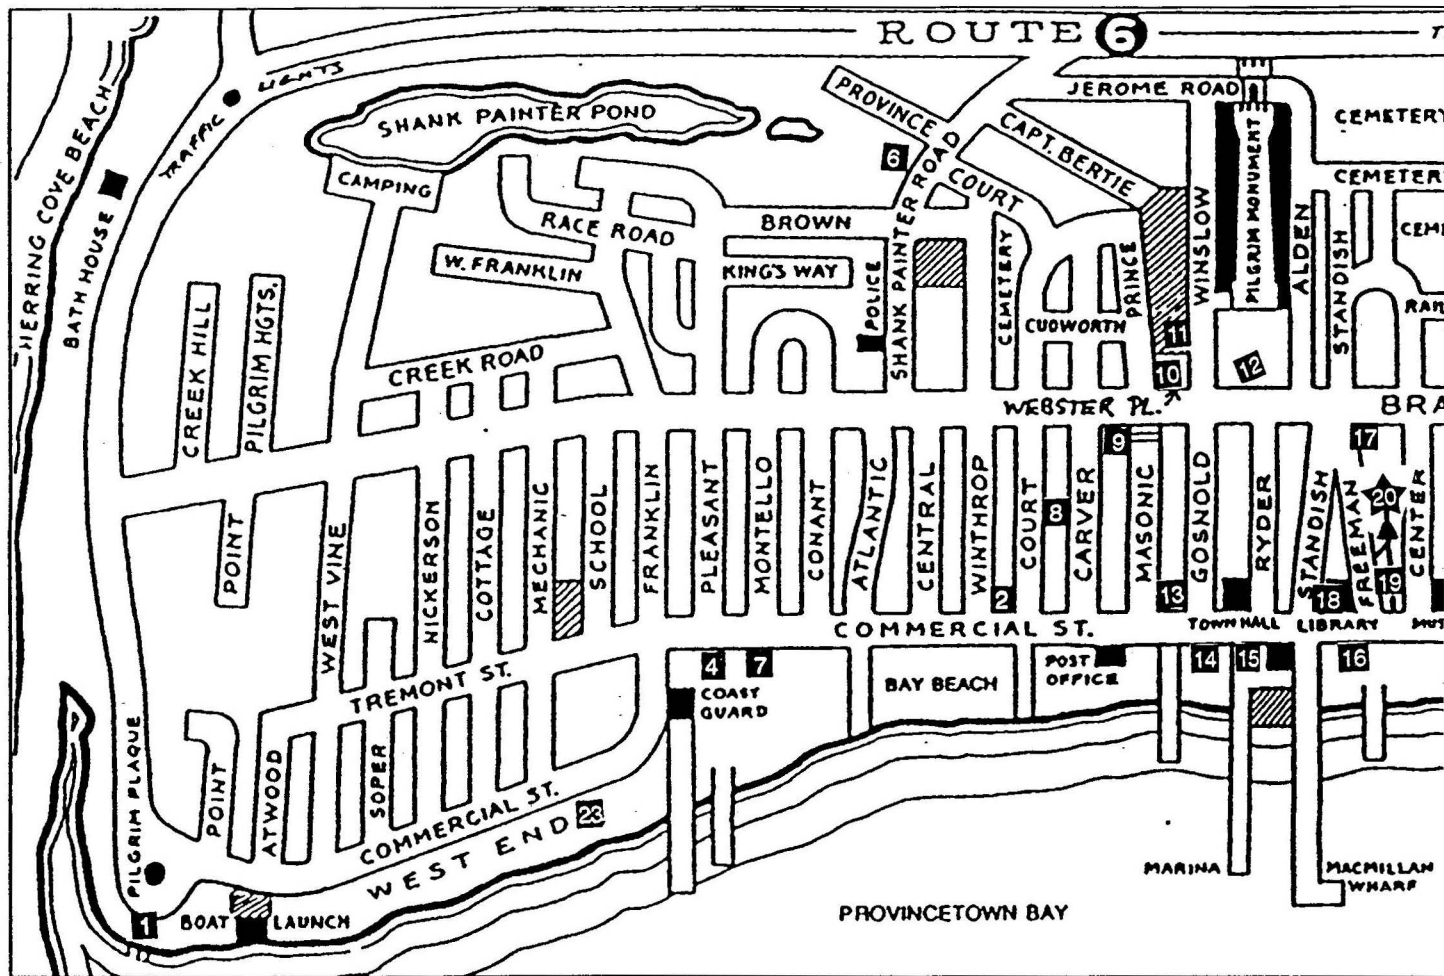 ROUTE 6
T
LIGHTS
TRAFFIC
HERRING COVE BEACH
BATH HOUSE
SHANK PAINTER POND
CAMPING
PROVINCE
JEROME ROAD
CAPT. BERTIE
CEMETERY
CEMETERY
CEME
6
COURT
SHANK PAINTER ROAD
RACE ROAD
BROWN
W. FRANKLIN
KING'S WAY
POLICE
CEMETERY
CUDWORTH
PRINCE
WINSLOW
PILGRIM MONUMENT
ALDEN
STANDISH
RAI
CREEK HILL
PILGRIM HGTS.
CREEK ROAD
11
10
12
WEBSTER PL.
BRA
9
17
20
8
POINT
WEST VINE
NICKERSON
COTTAGE
MECHANIC
SCHOOL
FRANKLIN
PLEASANT
MONTELLO
CONANT
ATLANTIC
CENTRAL
WINTHROP
COURT
CARVER
MASONIC
GOSNOLD
RYDER
STANDISH
FREEMAN
CENTER
2
13
18
19
COMMERCIAL ST.
TOWN HALL
LIBRARY
MUS
TREMONT ST.
4
7
COAST
GUARD
BAY BEACH
POST
OFFICE
14
15
16
PILGRIM PLAQUE
POINT
ATWOOD
SOPER
COMMERCIAL ST.
WEST END
23
1
BOAT LAUNCH
MARINA
MACMILLAN
WHARF
PROVINCETOWN BAY